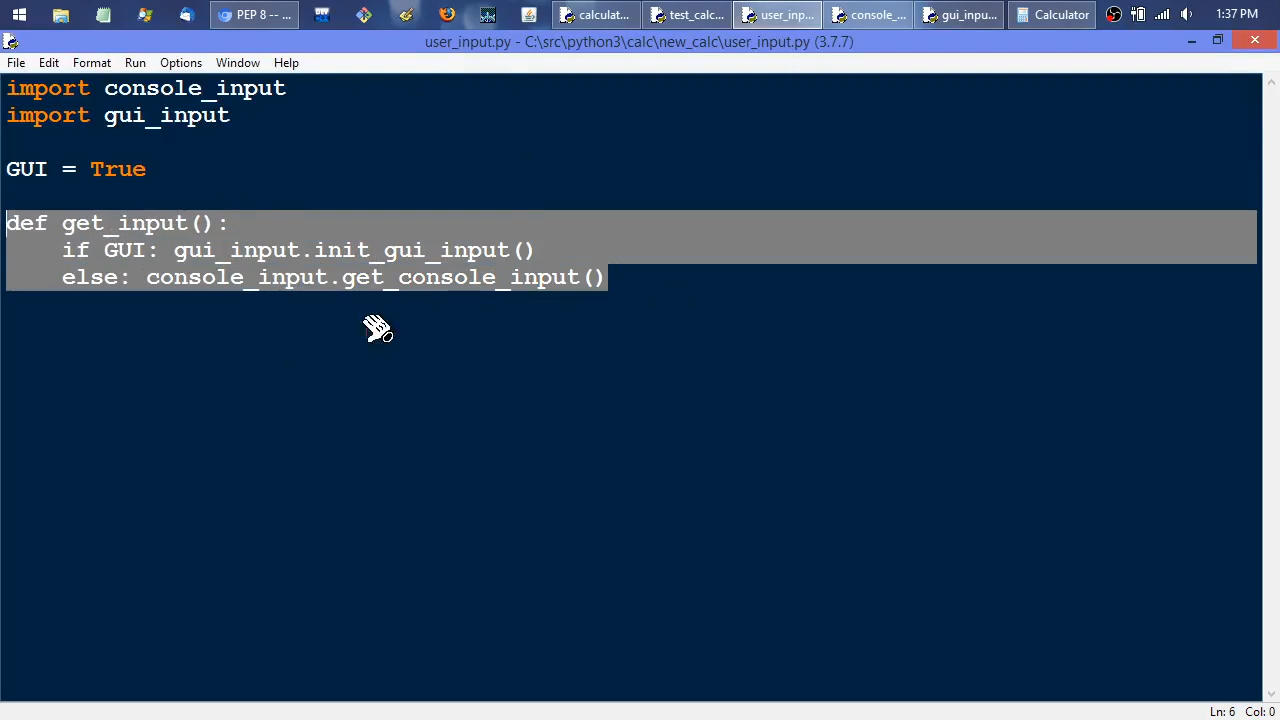 PEP 8 -- ...
calculat...
test_calc...
user_inp...
console_...
gui_inpu...
Calculator
1:37 PM
user_input.py - C:\src\python3\calc\new_calc\user_input.py (3.7.7)
File Edit Format Run Options Window Help
import console_input
import gui_input
GUI = True
def get_input():
    if GUI: gui_input.init_gui_input()
    else: console_input.get_console_input()
Ln: 6 Col: 0